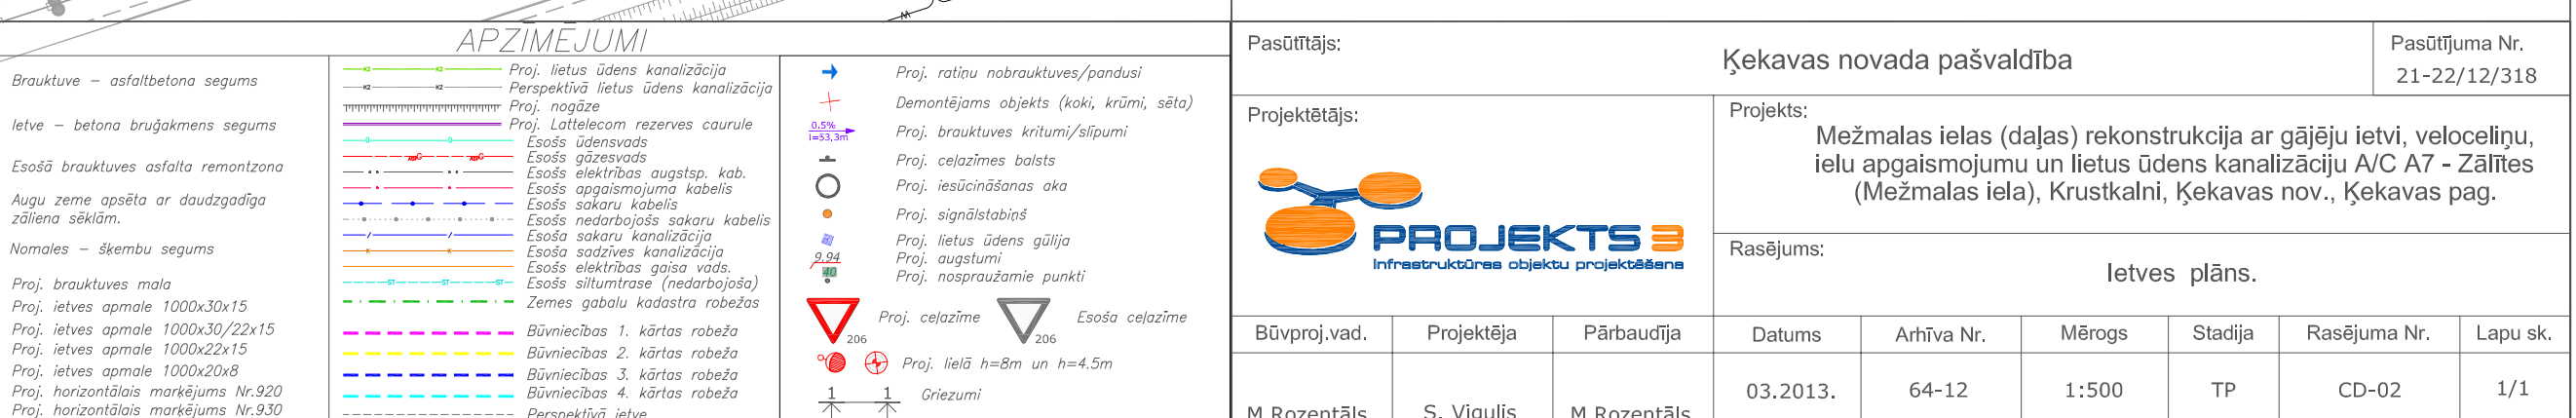 APZĪMĒJUMI
Brauktuve – asfaltbetona segums
Ietve – betona bruģakmens segums
Esošā brauktuves asfalta remontzona
Augu zeme apsēta ar daudzgadīga
zāliena sēklām.
Nomales – šķembu segums
Proj. brauktuves mala
Proj. ietves apmale 1000x30x15
Proj. ietves apmale 1000x30/22x15
Proj. ietves apmale 1000x22x15
Proj. ietves apmale 1000x20x8
Proj. horizontālais marķējums Nr.920
Proj. horizontālais marķējums Nr.930
K2 K2 Proj. lietus ūdens kanalizācija
K2 K2 Perspektīvā lietus ūdens kanalizācija
Proj. nogāze
Proj. Lattelecom rezerves caurule
Esošs ūdensvads
Esošs gāzesvads
Esošs elektrības augstsp. kab.
Esošs apgaismojuma kabelis
Esošs sakaru kabelis
Esošs nedarbojošs sakaru kabelis
Esoša sakaru kanalizācija
K K Esoša sadzīves kanalizācija
Esošs elektrības gaisa vads.
ST ST ST Esošs siltumtrase (nedarbojoša)
Zemes gabalu kadastra robežas
Būvniecības 1. kārtas robeža
Būvniecības 2. kārtas robeža
Būvniecības 3. kārtas robeža
Būvniecības 4. kārtas robeža
Perspektīvā ietve
Proj. ratiņu nobrauktuves/pandusi
Demontējams objekts (koki, krūmi, sēta)
0.5%
i=53,3m
Proj. brauktuves kritumi/slīpumi
Proj. ceļazīmes balsts
Proj. iesūcināšanas aka
Proj. signālstabiņš
Proj. lietus ūdens gūlija
9,94 Proj. augstumi
40 Proj. nospraužamie punkti
Proj. ceļazīme
206
Esoša ceļazīme
206
Proj. lielā h=8m un h=4.5m
1 1 Griezumi
Pasūtītājs:
Ķekavas novada pašvaldība
Pasūtījuma Nr.
21-22/12/318
Projektētājs:
PROJEKTS 3
Infrastruktūras objektu projektēšana
Projekts:
Mežmalas ielas (daļas) rekonstrukcija ar gājēju ietvi, veloceliņu,
ielu apgaismojumu un lietus ūdens kanalizāciju A/C A7 - Zālītes
(Mežmalas iela), Krustkalni, Ķekavas nov., Ķekavas pag.
Rasējums:
Ietves plāns.
Būvproj.vad. Projektēja Pārbaudīja Datums Arhīva Nr. Mērogs Stadija Rasējuma Nr. Lapu sk.
M.Rozentāls S. Vigulis M.Rozentāls 03.2013. 64-12 1:500 TP CD-02 1/1